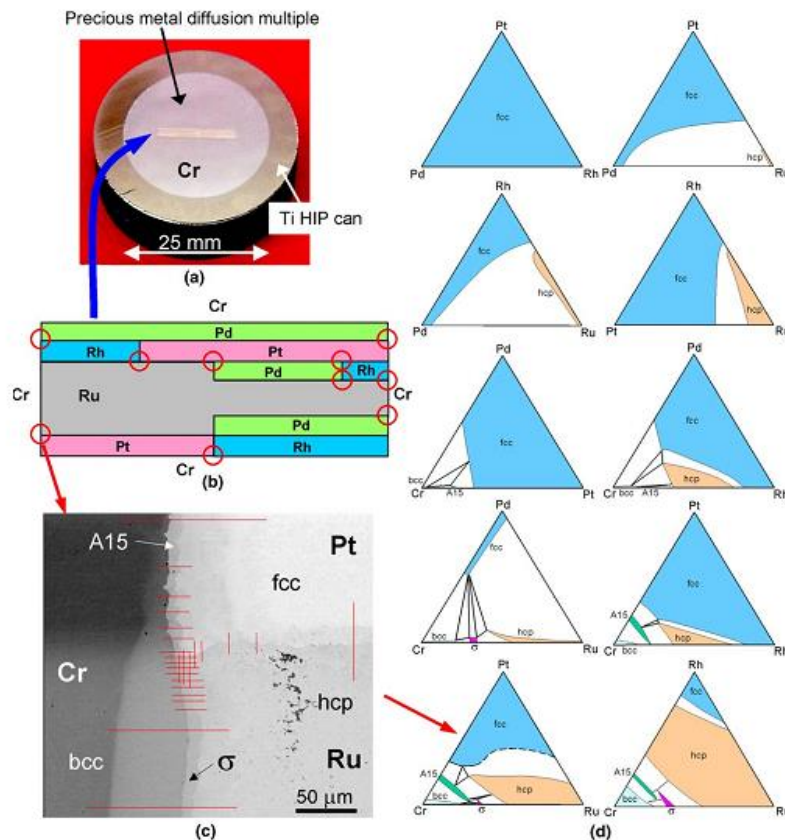 Precious metal diffusion multiple
Cr
Ti HIP can
25 mm
(a)
Cr
Pd
Rh
Pt
Pd
Rh
Cr
Ru
Cr
Pd
Pt
Rh
Cr
(b)
A15
Pt
fcc
Cr
hcp
bcc
σ
Ru
50 μm
(c)
Pt
fcc
Pd
Rh
Pt
fcc
hcp
Pd
Ru
Rh
fcc
hcp
Pd
Ru
Rh
fcc
hcp
Pt
Ru
Pd
fcc
bcc
Cr
A15
Pt
Pd
fcc
hcp
Cr
bcc
A15
Rh
Pd
fcc
bcc
hcp
Cr
σ
Ru
Pd
fcc
A15
hcp
bcc
Cr
Rh
Pt
fcc
A15
hcp
bcc
Cr
σ
Ru
Rh
fcc
hcp
A15
bcc
Cr
σ
Ru
(d)